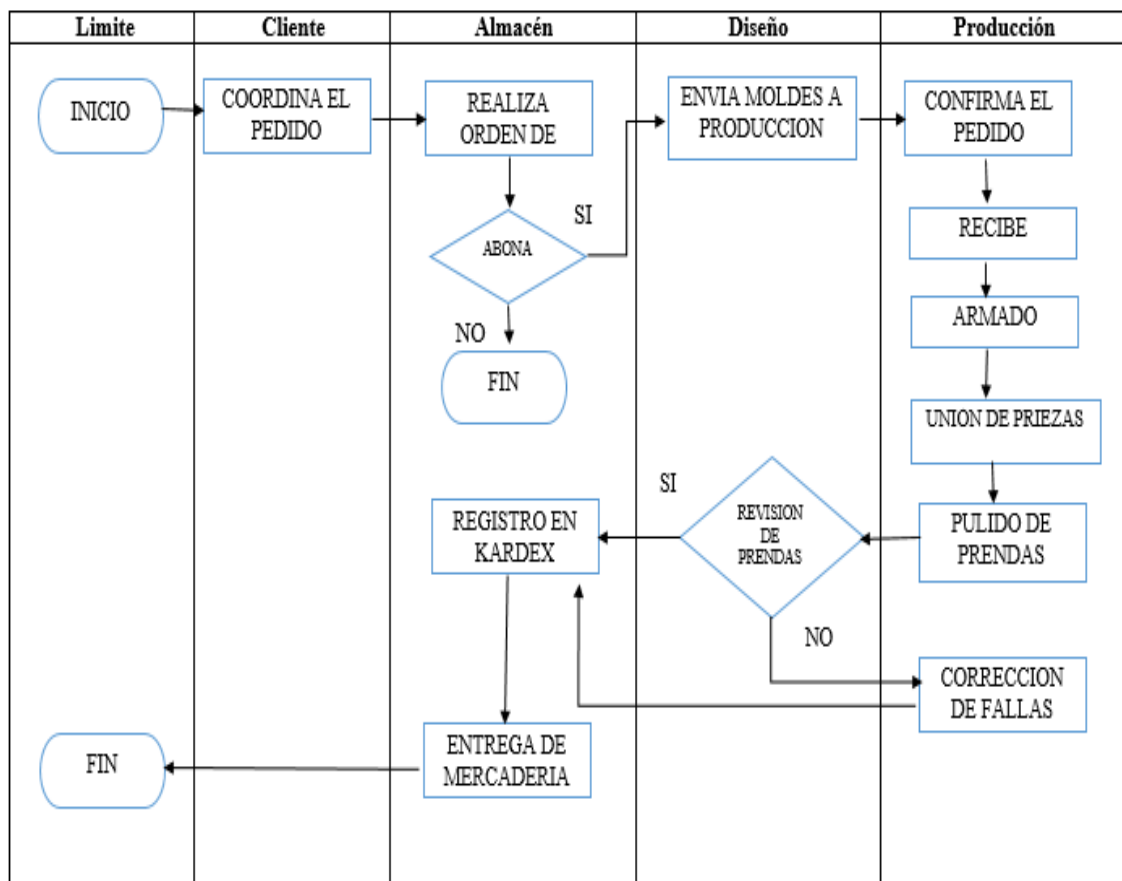 Limite
Cliente
Almacén
Diseño
Producción
INICIO
COORDINA EL
PEDIDO
REALIZA
ORDEN DE
ENVIA MOLDES A
PRODUCCION
CONFIRMA EL
PEDIDO
SI
ABONA
NO
FIN
RECIBE
ARMADO
UNION DE PRIEZAS
PULIDO DE
PRENDAS
REVISION
DE
PRENDAS
SI
NO
REGISTRO EN
KARDEX
CORRECCION
DE FALLAS
ENTREGA DE
MERCADERIA
FIN